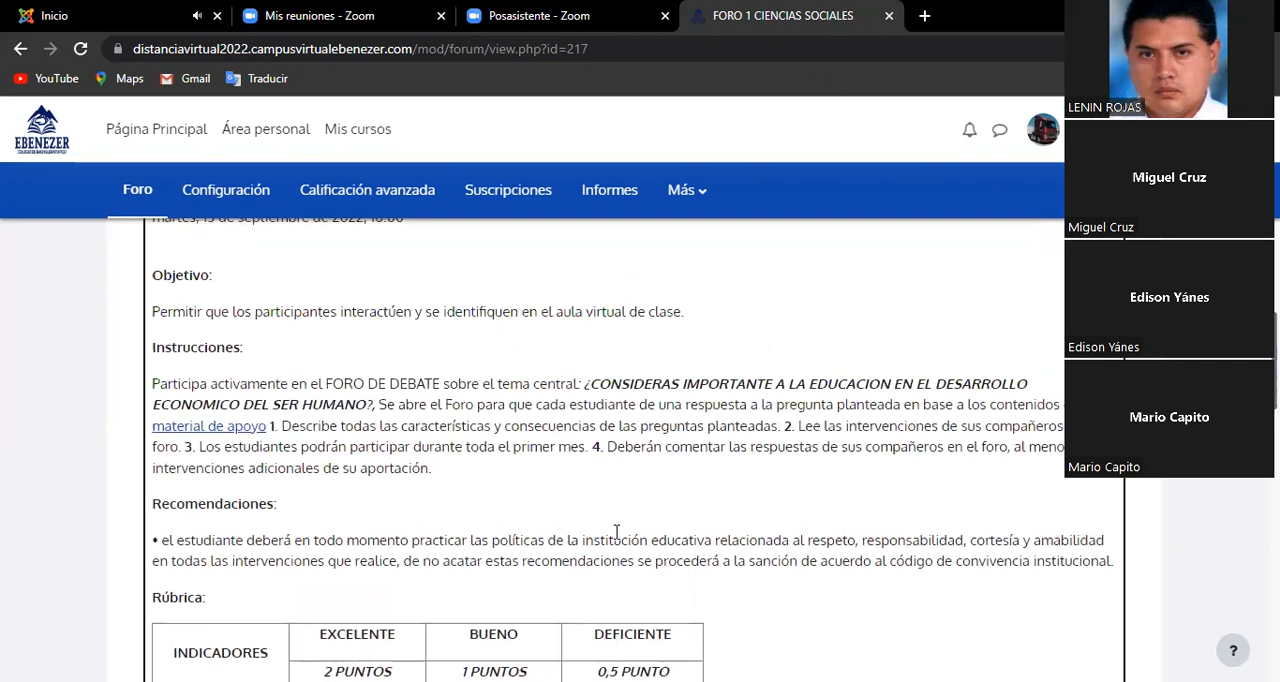 Inicio
Mis reuniones - Zoom
Posasistente - Zoom
FORO 1 CIENCIAS SOCIALES
distanciavirtual2022.campusvirtualebenezer.com/mod/forum/view.php?id=217
YouTube Maps Gmail Traducir
EBENEZER
Página Principal Área personal Mis cursos
Foro Configuración Calificación avanzada Suscripciones Informes Más
de septiembre de 2022,
Objetivo:
Permitir que los participantes interactúen y se identifiquen en el aula virtual de clase.
Instrucciones:
Participa activamente en el FORO DE DEBATE sobre el tema central: ¿CONSIDERAS IMPORTANTE A LA EDUCACION EN EL DESARROLLO
ECONOMICO DEL SER HUMANO?, Se abre el Foro para que cada estudiante de una respuesta a la pregunta planteada en base a los contenidos
material de apoyo 1. Describe todas las características y consecuencias de las preguntas planteadas. 2. Lee las intervenciones de sus compañeros
foro. 3. Los estudiantes podrán participar durante toda el primer mes. 4. Deberán comentar las respuestas de sus compañeros en el foro, al meno
intervenciones adicionales de su aportación.
Recomendaciones:
• el estudiante deberá en todo momento practicar las políticas de la institución educativa relacionada al respeto, responsabilidad, cortesía y amabilidad
en todas las intervenciones que realice, de no acatar estas recomendaciones se procederá a la sanción de acuerdo al código de convivencia institucional.
Rúbrica:
INDICADORES EXCELENTE BUENO DEFICIENTE
2 PUNTOS 1 PUNTOS 0,5 PUNTO
LENIN ROJAS
Miguel Cruz
Miguel Cruz
Edison Yánes
Edison Yánes
Mario Capito
Mario Capito
?